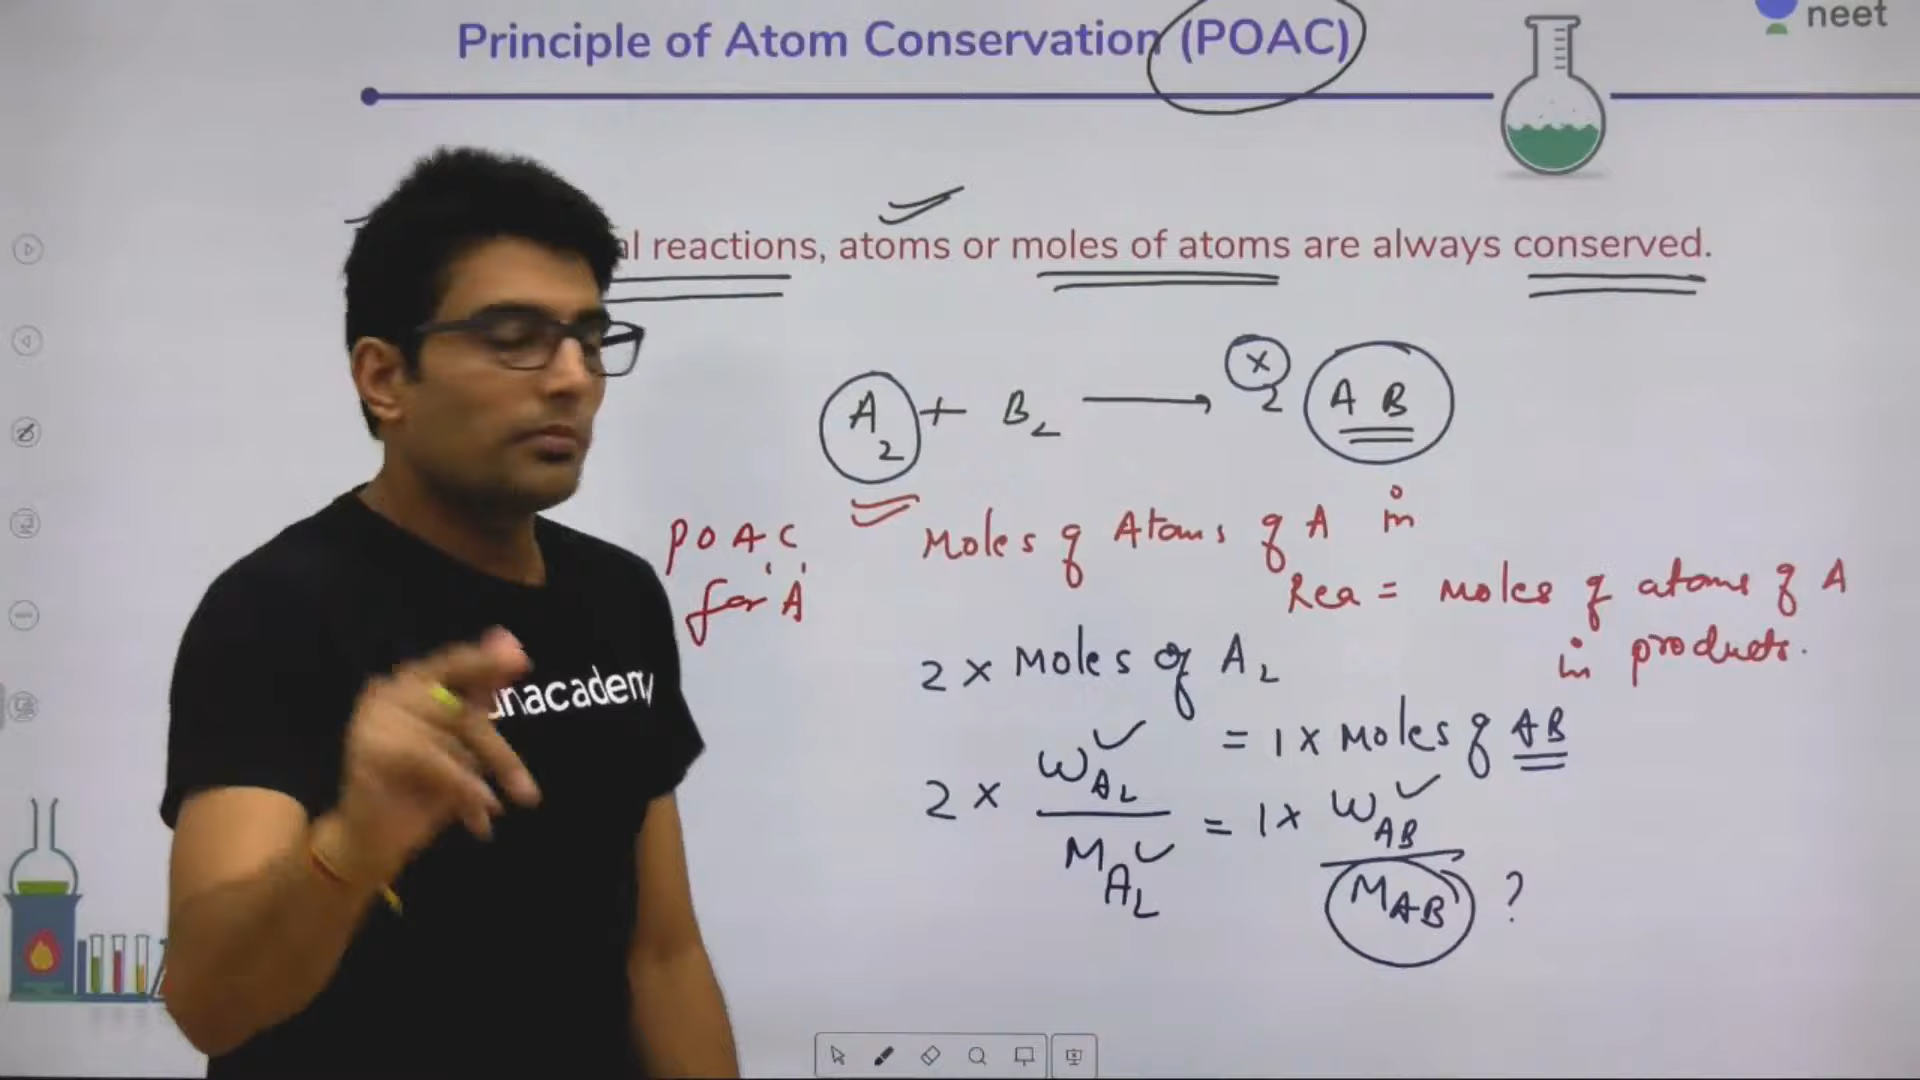 Principle of Atom Conservation (POAC)
neet
al reactions, atoms or moles of atoms are always conserved.
A2 + B2 ⟶ x 2 AB
POAC for A
Moles of Atoms of A in
Rea = moles of atoms of A
in products.
2 x Moles of A2
= 1 x Moles of AB
2 x WA2 / MA2 = 1 x WAB / MAB ?
unacademy